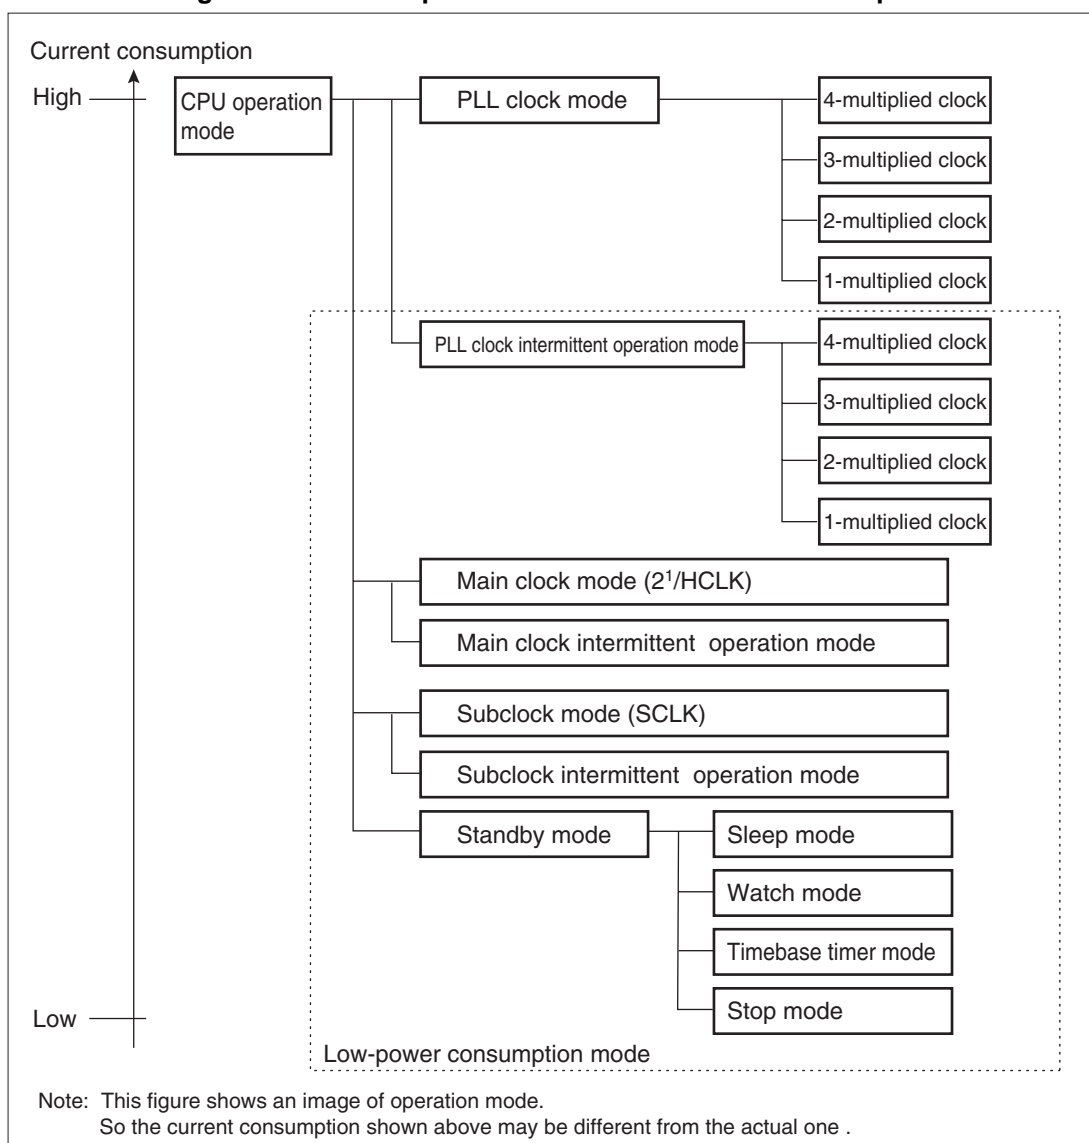 Current consumption
High
CPU operation
mode
PLL clock mode
4-multiplied clock
3-multiplied clock
2-multiplied clock
1-multiplied clock
PLL clock intermittent operation mode
4-multiplied clock
3-multiplied clock
2-multiplied clock
1-multiplied clock
Main clock mode (2¹/HCLK)
Main clock intermittent operation mode
Subclock mode (SCLK)
Subclock intermittent operation mode
Standby mode
Sleep mode
Watch mode
Timebase timer mode
Stop mode
Low
Low-power consumption mode
Note: This figure shows an image of operation mode.
So the current consumption shown above may be different from the actual one .